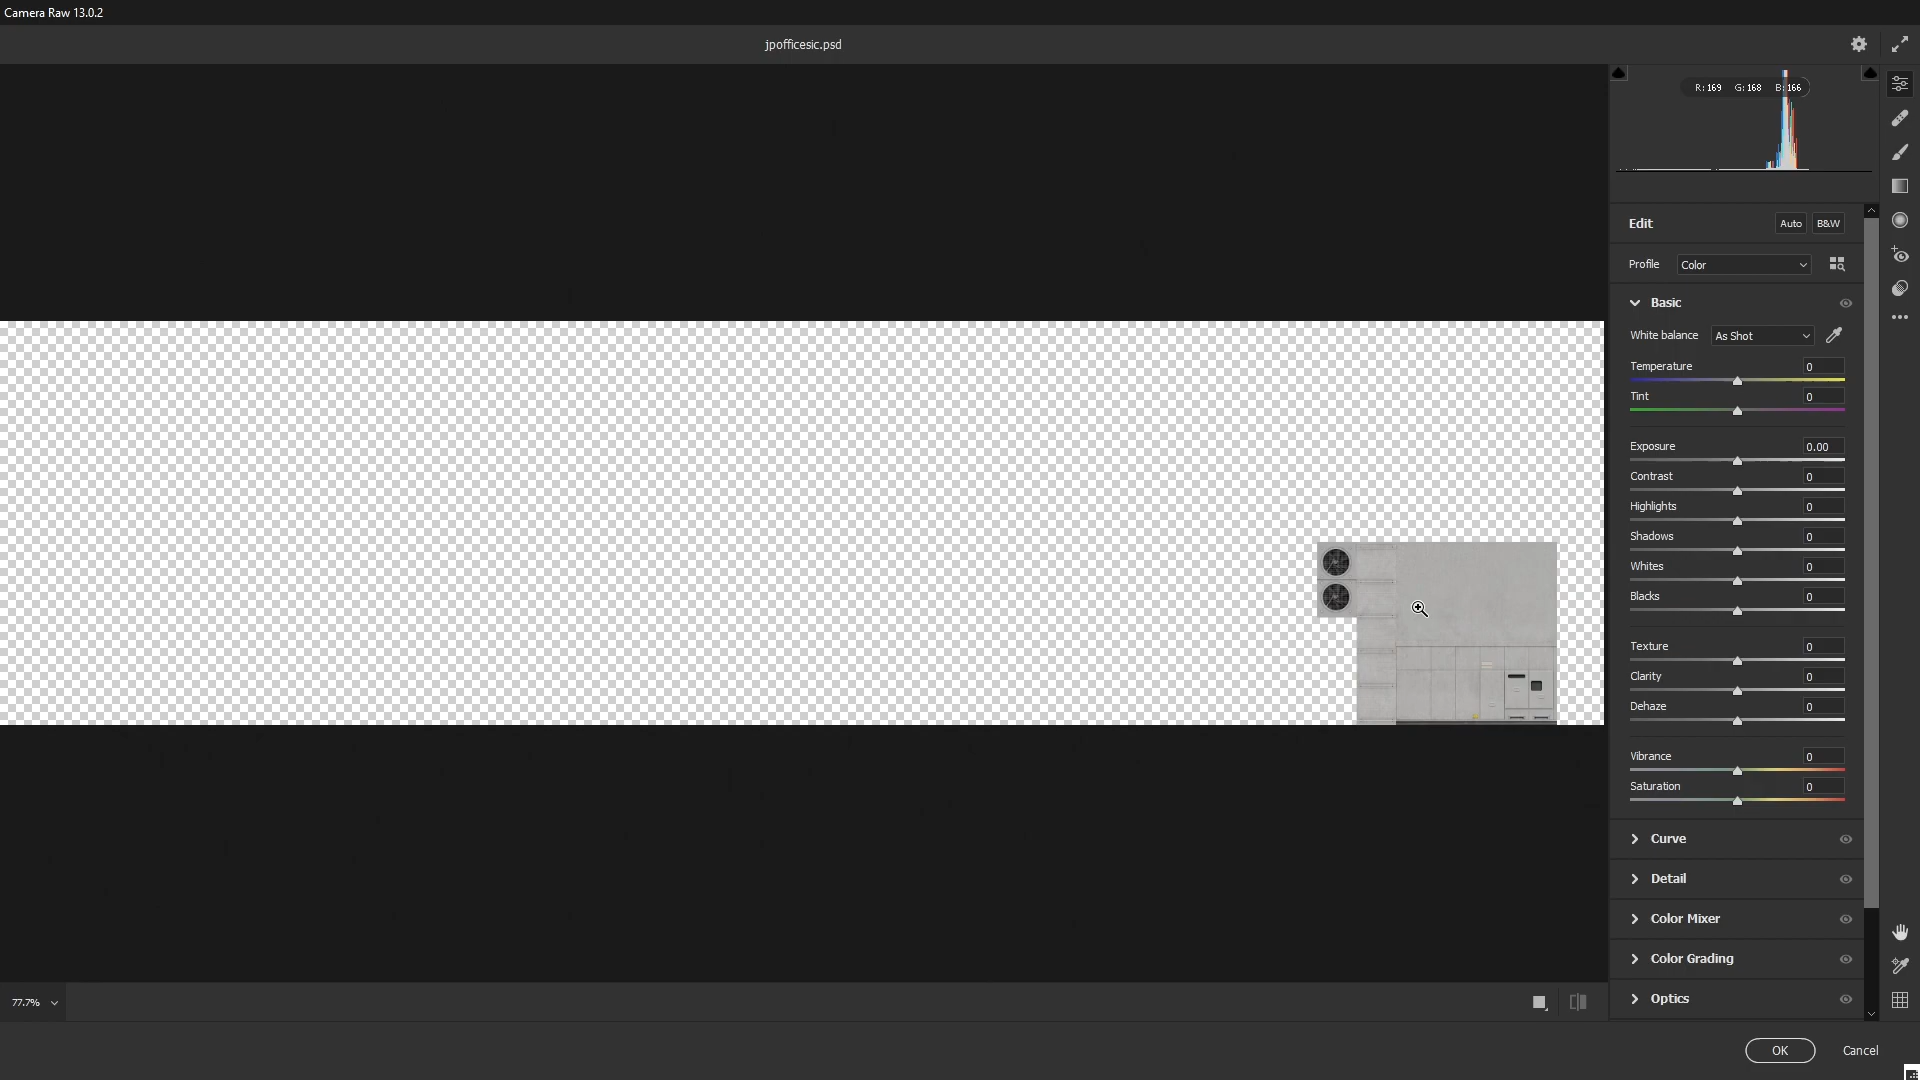 Camera Raw 13.0.2
jpofficesic.psd
R: 169 G: 168 B: 166
Edit Auto B&W
Profile Color
Basic
White balance As Shot
Temperature 0
Tint 0
Exposure 0.00
Contrast 0
Highlights 0
Shadows 0
Whites 0
Blacks 0
Texture 0
Clarity 0
Dehaze 0
Vibrance 0
Saturation 0
Curve
Detail
Color Mixer
Color Grading
Optics
77.7%
OK Cancel